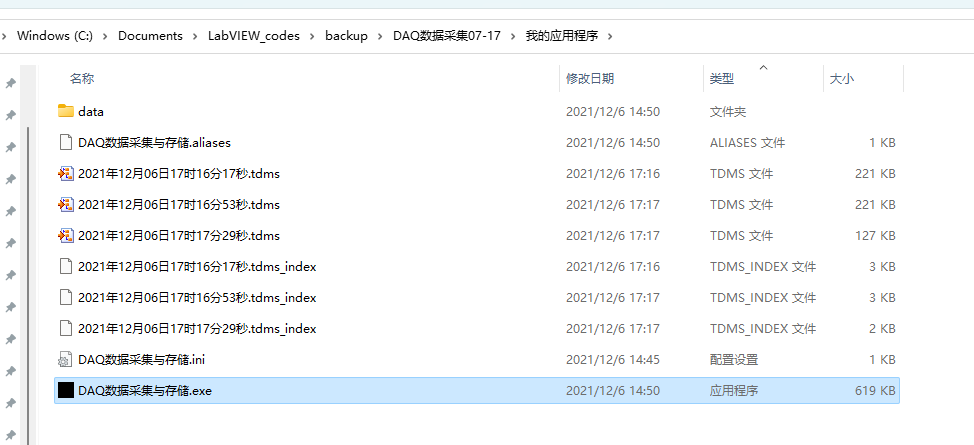 Windows (C:) > Documents > LabVIEW_codes > backup > DAQ数据采集07-17 > 我的应用程序 >
名称 修改日期 类型 大小
data 2021/12/6 14:50 文件夹
DAQ数据采集与存储.aliases 2021/12/6 14:50 ALIASES 文件 1 KB
2021年12月06日17时16分17秒.tdms 2021/12/6 17:16 TDMS 文件 221 KB
2021年12月06日17时16分53秒.tdms 2021/12/6 17:17 TDMS 文件 221 KB
2021年12月06日17时17分29秒.tdms 2021/12/6 17:17 TDMS 文件 127 KB
2021年12月06日17时16分17秒.tdms_index 2021/12/6 17:16 TDMS_INDEX 文件 3 KB
2021年12月06日17时16分53秒.tdms_index 2021/12/6 17:17 TDMS_INDEX 文件 3 KB
2021年12月06日17时17分29秒.tdms_index 2021/12/6 17:17 TDMS_INDEX 文件 2 KB
DAQ数据采集与存储.ini 2021/12/6 14:45 配置设置 1 KB
DAQ数据采集与存储.exe 2021/12/6 14:50 应用程序 619 KB